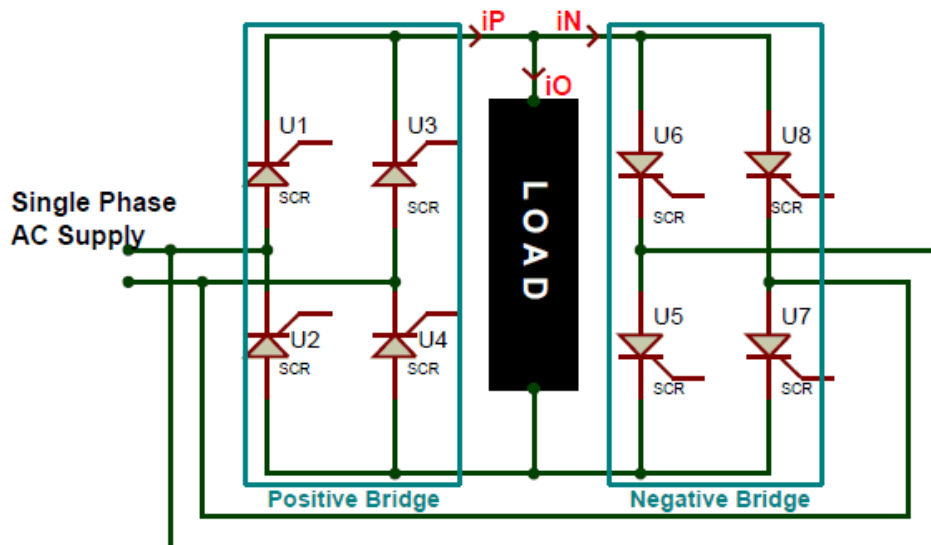 iP
iN
iO
U1
U3
U6
U8
SCR
SCR
SCR
SCR
Single Phase
AC Supply
LOAD
U2
U4
U5
U7
SCR
SCR
SCR
SCR
Positive Bridge
Negative Bridge